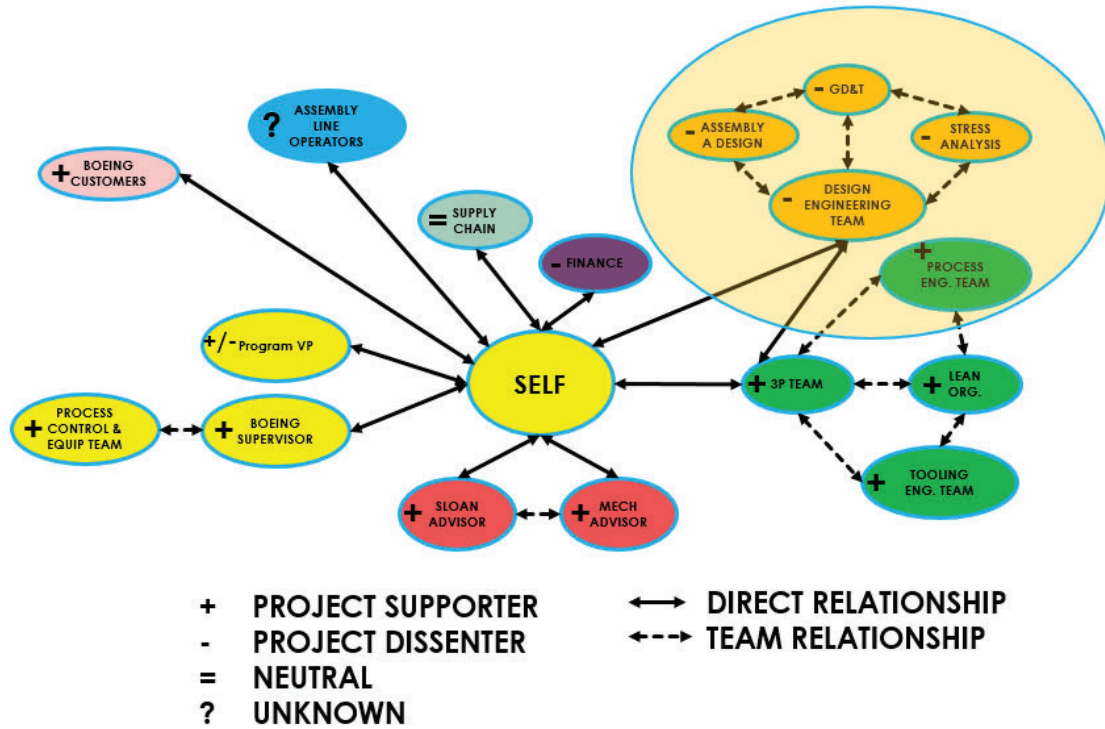 - GD&T
- ASSEMBLY
A DESIGN
- STRESS
ANALYSIS
- DESIGN
ENGINEERING
TEAM
? ASSEMBLY
LINE
OPERATORS
+ BOEING
CUSTOMERS
= SUPPLY
CHAIN
- FINANCE
+ PROCESS
ENG. TEAM
+/- Program VP
SELF
+ 3P TEAM
+ LEAN
ORG.
+ PROCESS
CONTROL &
EQUIP TEAM
+ BOEING
SUPERVISOR
+ TOOLING
ENG. TEAM
+ SLOAN
ADVISOR
+ MECH
ADVISOR
+ PROJECT SUPPORTER
- PROJECT DISSENTER
= NEUTRAL
? UNKNOWN
DIRECT RELATIONSHIP
TEAM RELATIONSHIP